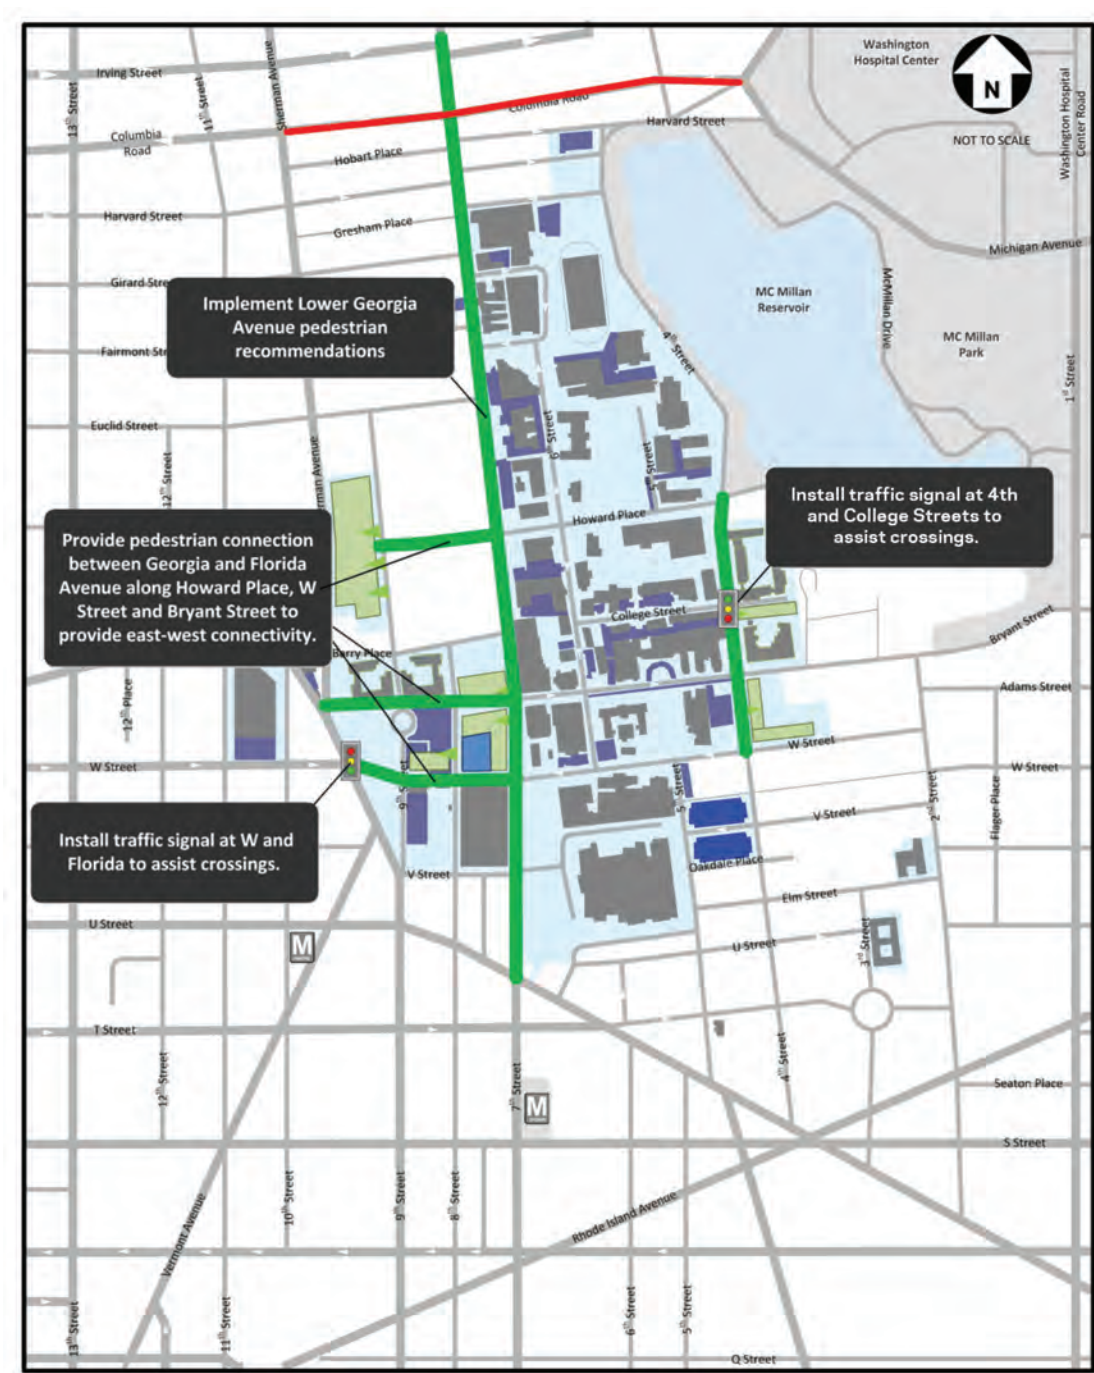 Washington
Hospital Center
N
NOT TO SCALE
Washington Hospital
Center Road
Irving Street
13th Street
11th Street
Sherman Avenue
Columbia
Road
Columbia Road
Harvard Street
Hobart Place
Harvard Street
Gresham Place
Michigan Avenue
Girard Stre
MC Millan
Reservoir
McMillan Drive
MC Millan
Park
Implement Lower Georgia
Avenue pedestrian
recommendations
4th Street
1st Street
Fairmont Str
Euclid Street
6th Street
5th Street
12th Street
rman Avenue
Howard Place
Install traffic signal at 4th
and College Streets to
assist crossings.
Provide pedestrian connection
between Georgia and Florida
Avenue along Howard Place, W
Street and Bryant Street to
provide east-west connectivity.
College Street
Bryant Street
Barry Place
Adams Street
12th Place
W Street
W Street
W Street
9th Street
5th Street
2nd Street
Flager Place
V Street
Install traffic signal at W and
Florida to assist crossings.
Oakdale Place
V Street
Elm Street
U Street
M
U Street
3rd Street
T Street
12th Street
7th Street
4th Street
Seaton Place
M
S Street
10th Street
9th Street
8th Street
Rhode Island Avenue
Vermont Avenue
13th Street
11th Street
6th Street
5th Street
Q Street